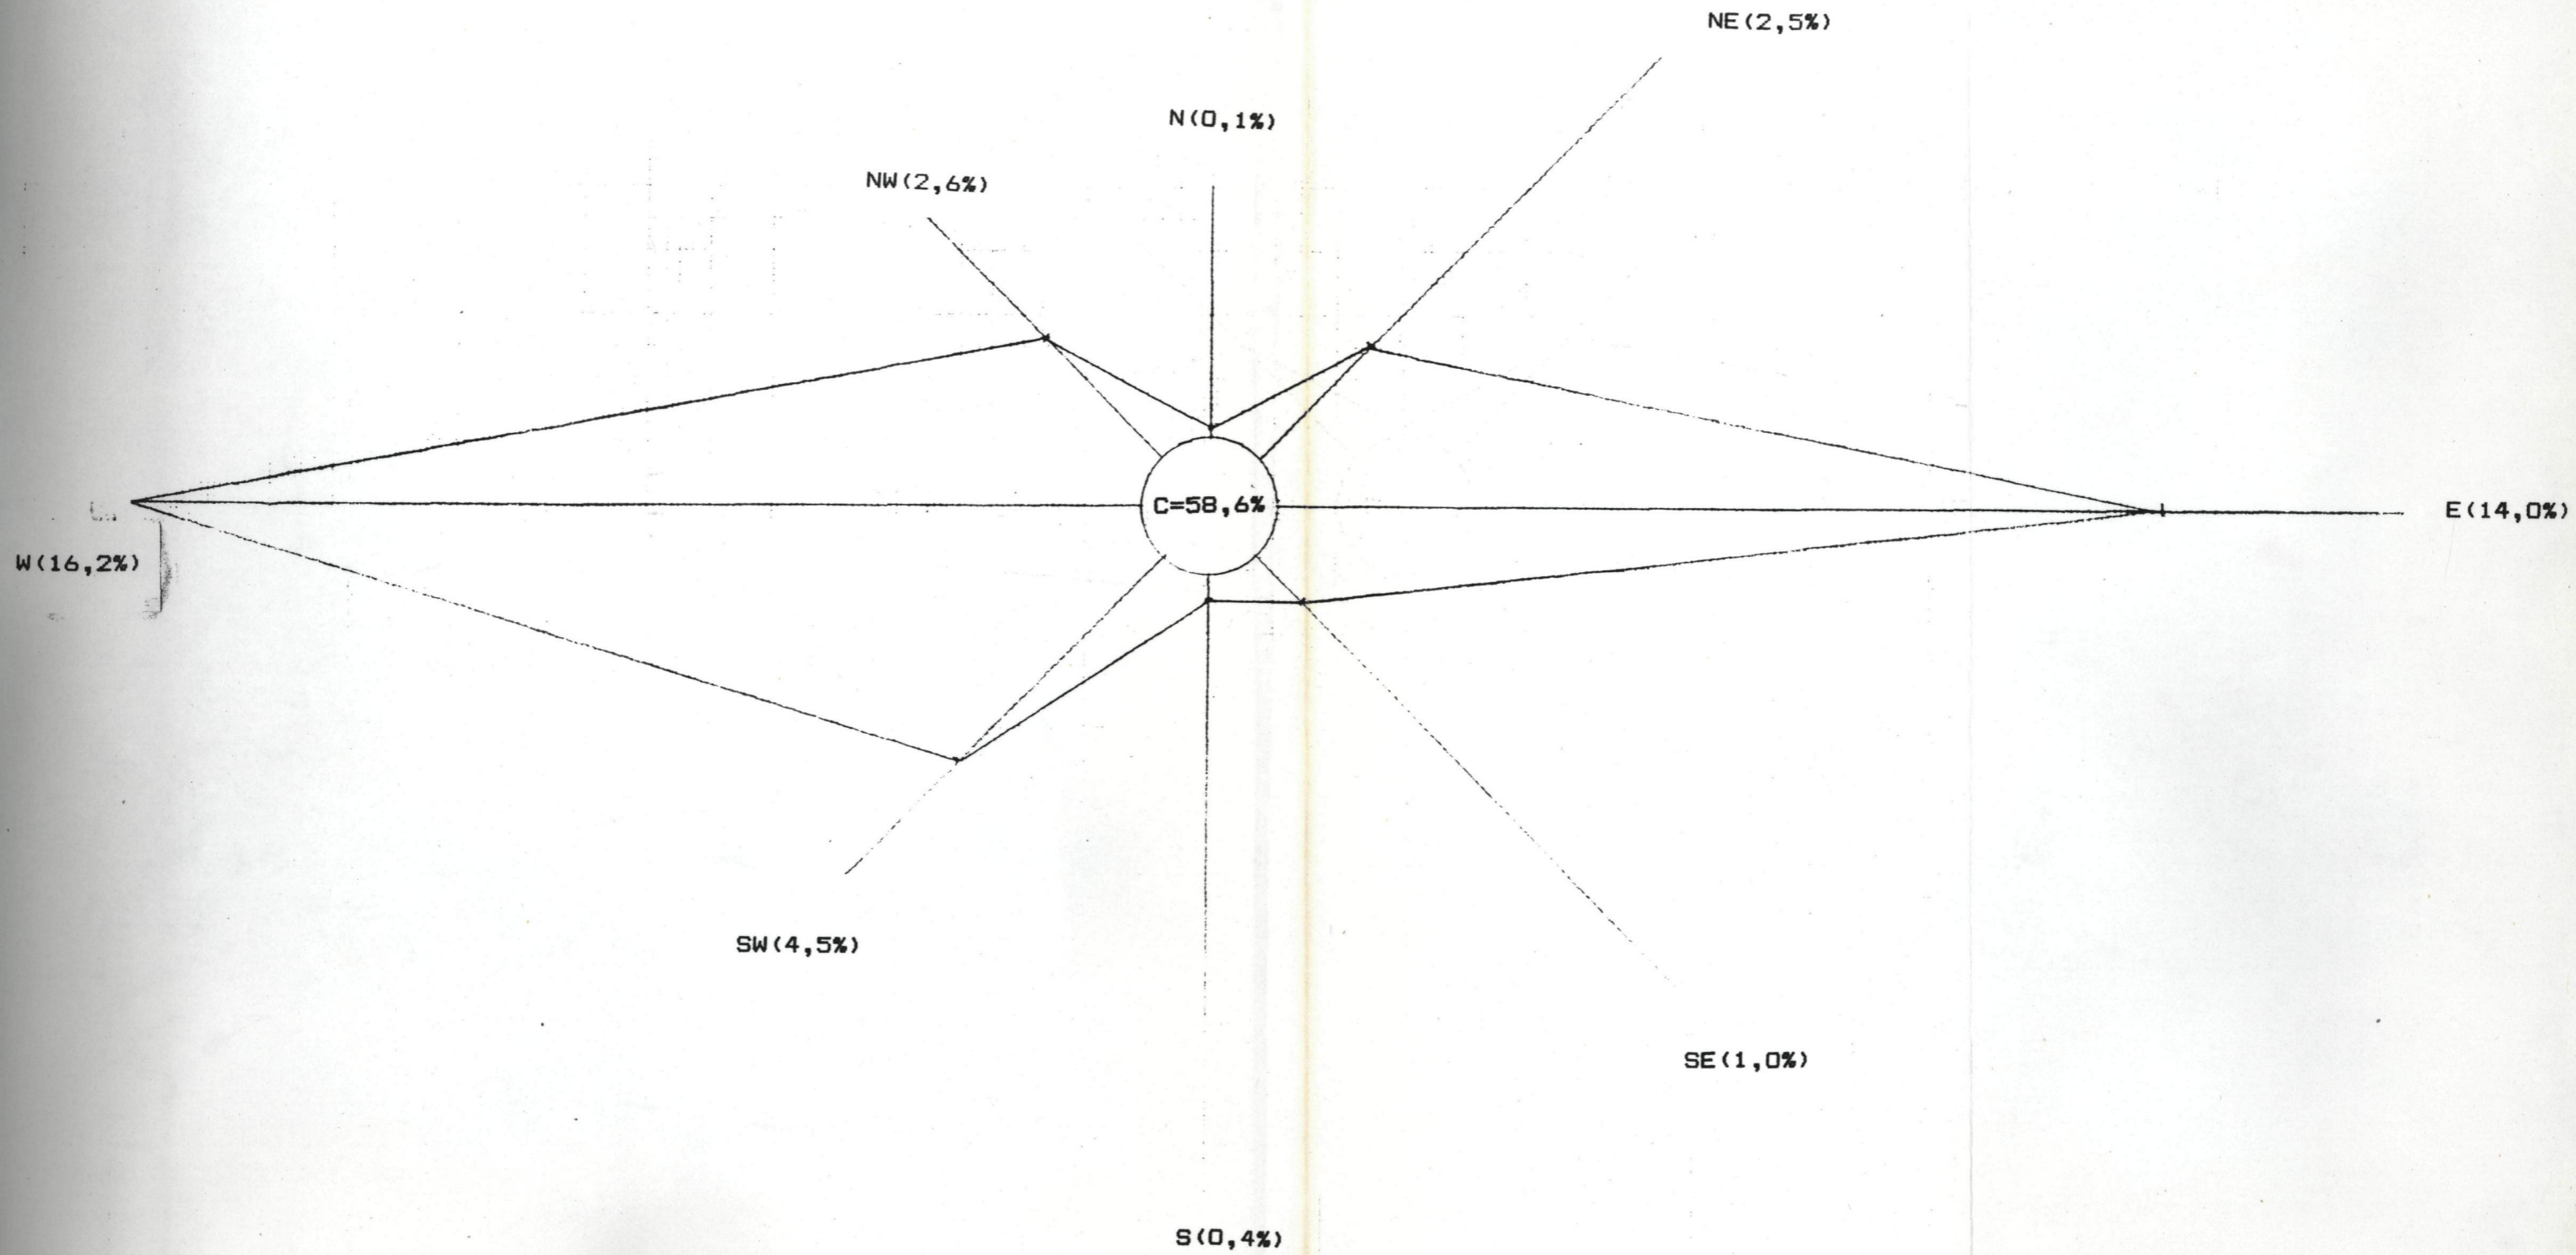 NE(2,5%)
N(0,1%)
NW(2,6%)
C=58,6%
E(14,0%)
W(16,2%)
SW(4,5%)
SE(1,0%)
S(0,4%)